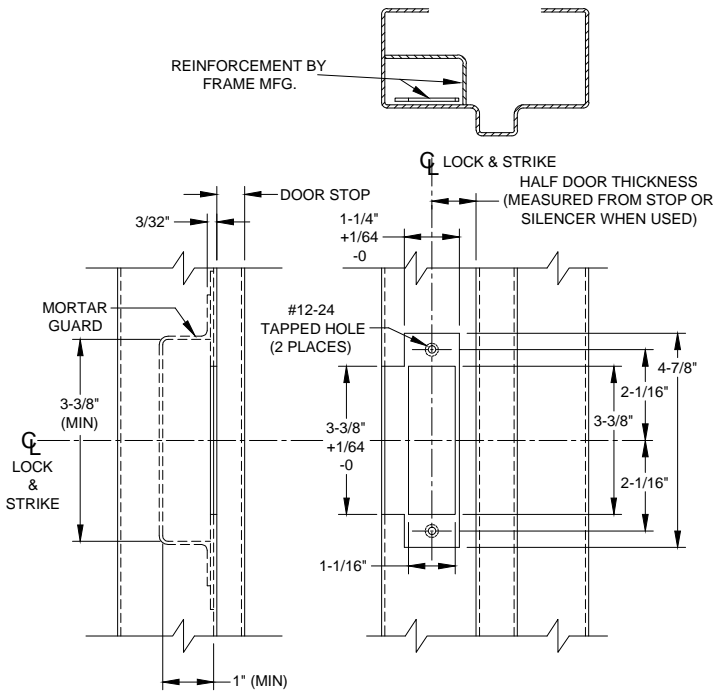 REINFORCEMENT BY
FRAME MFG.
℄ LOCK & STRIKE
DOOR STOP
HALF DOOR THICKNESS
(MEASURED FROM STOP OR
SILENCER WHEN USED)
3/32"
1-1/4"
+1/64
-0
MORTAR
GUARD
#12-24
TAPPED HOLE
(2 PLACES)
3-3/8"
(MIN)
℄
LOCK
&
STRIKE
3-3/8"
+1/64
-0
4-7/8"
2-1/16"
3-3/8"
2-1/16"
1-1/16"
1" (MIN)